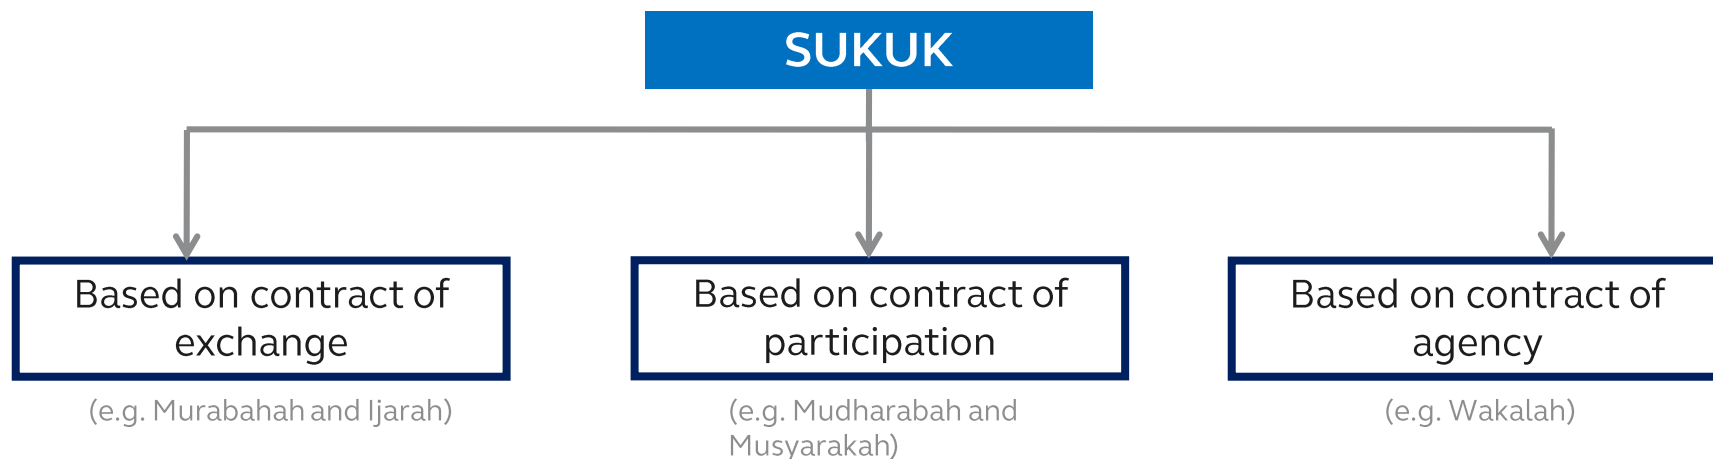 SUKUK
Based on contract of
exchange
(e.g. Murabahah and Ijarah)
Based on contract of
participation
(e.g. Mudharabah and
Musyarakah)
Based on contract of
agency
(e.g. Wakalah)